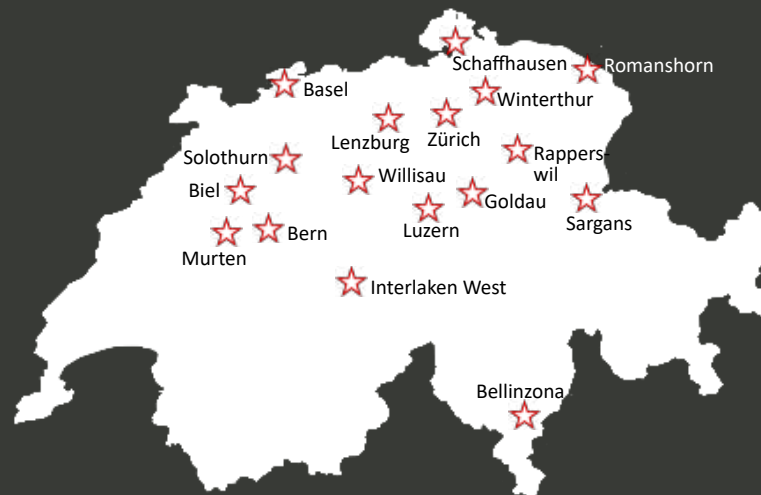 Schaffhausen
Romanshorn
Basel
Winterthur
Lenzburg
Zürich
Solothurn
Rappers-
wil
Willisau
Biel
Goldau
Luzern
Sargans
Bern
Murten
Interlaken West
Bellinzona